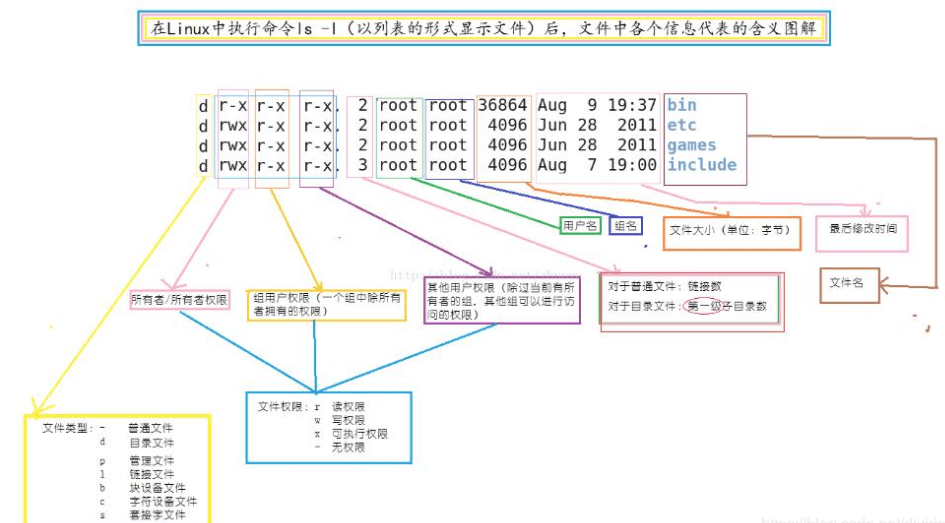 在Linux中执行命令ls -l（以列表的形式显示文件）后，文件中各个信息代表的含义图解
d r-x r-x r-x. 2 root root 36864 Aug 9 19:37 bin
d rwx r-x r-x. 2 root root 4096 Jun 28 2011 etc
d rwx r-x r-x. 2 root root 4096 Jun 28 2011 games
d rwx r-x r-x. 3 root root 4096 Aug 7 19:00 include
用户名
组名
文件大小（单位：字节）
最后修改时间
所有者/所有者权限
组用户权限（一个组中除所有
者拥有的权限）
其他用户权限（除过当前有所
有者的组，其他组可以进行访
问的权限）
对于普通文件：链接数
对于目录文件：第一级子目录数
文件名
文件权限：r 读权限
w 写权限
x 可执行权限
- 无权限
文件类型：- 普通文件
d 目录文件
p 管理文件
l 链接文件
b 块设备文件
c 字符设备文件
s 套接字文件